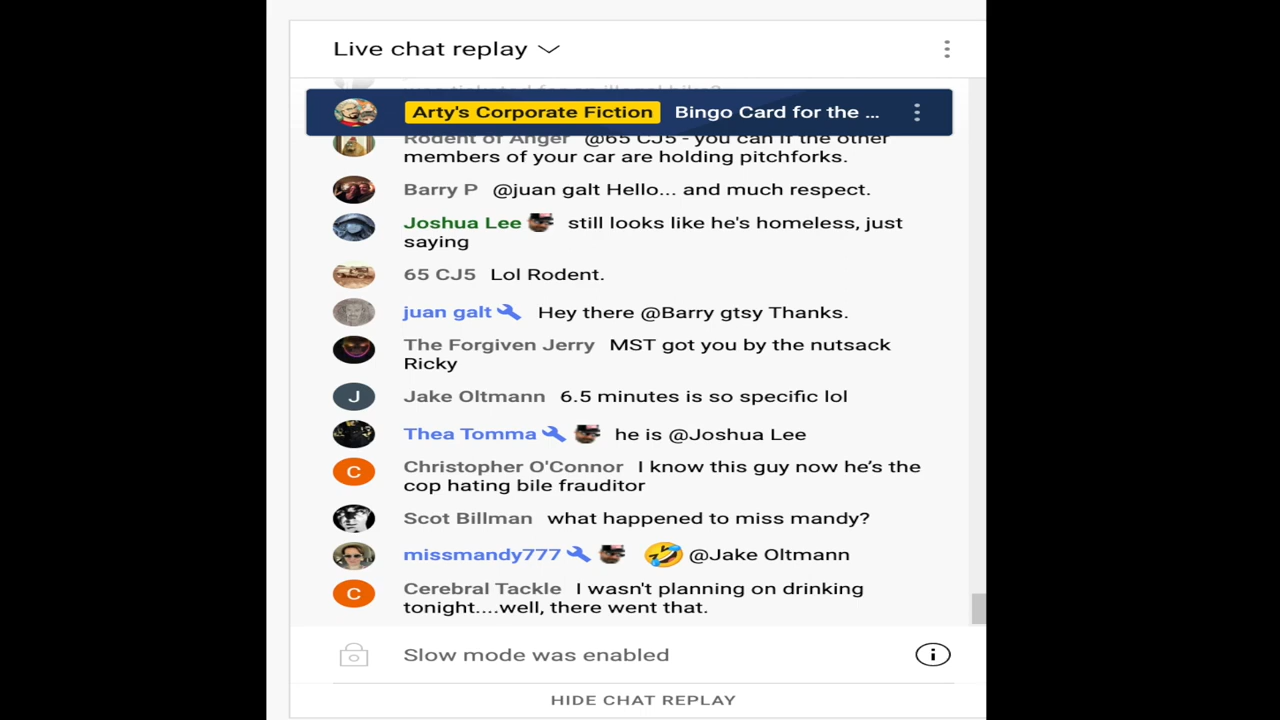 Live chat replay
was ticketed for an illegal bike?
Arty's Corporate Fiction Bingo Card for the ...
Rodent of Anger @65 CJ5 - you can if the other
members of your car are holding pitchforks.
Barry P @juan galt Hello... and much respect.
Joshua Lee still looks like he's homeless, just
saying
65 CJ5 Lol Rodent.
juan galt Hey there @Barry gtsy Thanks.
The Forgiven Jerry MST got you by the nutsack
Ricky
J Jake Oltmann 6.5 minutes is so specific lol
Thea Tomma he is @Joshua Lee
C Christopher O'Connor I know this guy now he’s the
cop hating bile frauditor
Scot Billman what happened to miss mandy?
missmandy777 🤣 @Jake Oltmann
C Cerebral Tackle I wasn't planning on drinking
tonight....well, there went that.
Slow mode was enabled
HIDE CHAT REPLAY